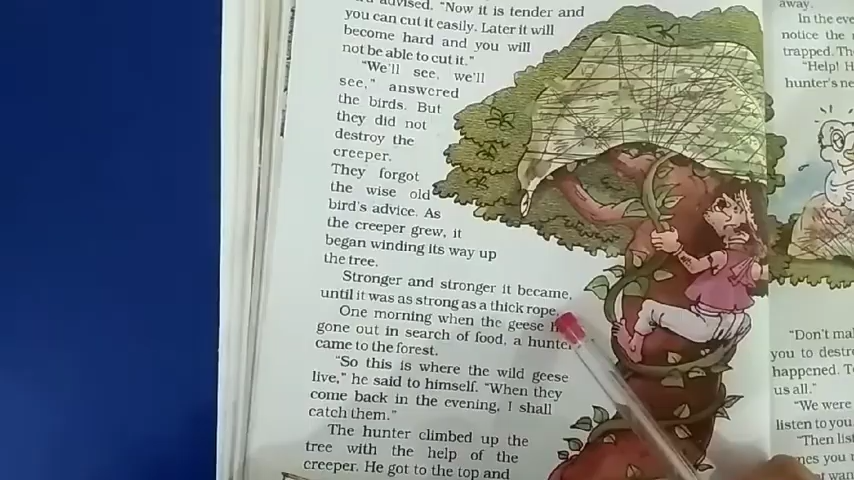 advised. "Now it is tender and
you can cut it easily. Later it will
become hard and you will
not be able to cut it."
"We'll see, we'll
see," answered
the birds. But
they did not
destroy the
creeper.
They forgot
the wise old
bird's advice. As
the creeper grew, it
began winding its way up
the tree.
Stronger and stronger it became,
until it was as strong as a thick rope.
One morning when the geese
gone out in search of food, a hunter
came to the forest.
"So this is where the wild geese
live," he said to himself. "When they
come back in the evening, I shall
catch them."
The hunter climbed up the
tree with the help of the
creeper. He got to the top and
away.
In the
notice the
trapped.
"Help!
hunter's
"Don't
you to
happened.
us all."
"We were
listen to you
"Then
you